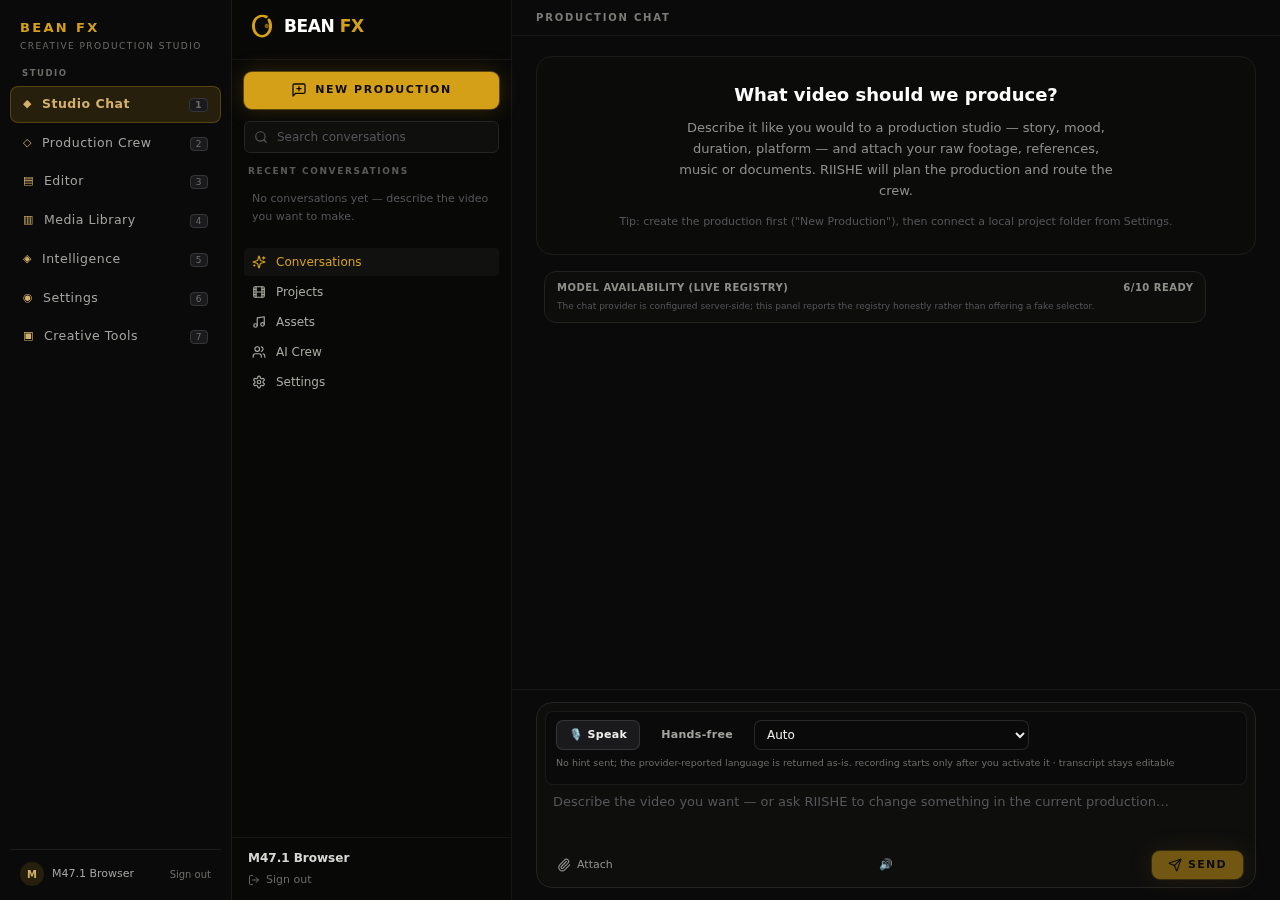 BEAN FX
CREATIVE PRODUCTION STUDIO
STUDIO
Studio Chat 1
Production Crew 2
Editor 3
Media Library 4
Intelligence 5
Settings 6
Creative Tools 7
M M47.1 Browser Sign out
BEAN FX
NEW PRODUCTION
Search conversations
RECENT CONVERSATIONS
No conversations yet — describe the video
you want to make.
Conversations
Projects
Assets
AI Crew
Settings
M47.1 Browser
Sign out
PRODUCTION CHAT
What video should we produce?
Describe it like you would to a production studio — story, mood,
duration, platform — and attach your raw footage, references,
music or documents. RIISHE will plan the production and route the
crew.
Tip: create the production first ("New Production"), then connect a local project folder from Settings.
MODEL AVAILABILITY (LIVE REGISTRY) 6/10 READY
The chat provider is configured server-side; this panel reports the registry honestly rather than offering a fake selector.
Speak Hands-free Auto
No hint sent; the provider-reported language is returned as-is. recording starts only after you activate it · transcript stays editable
Describe the video you want — or ask RIISHE to change something in the current production…
Attach SEND